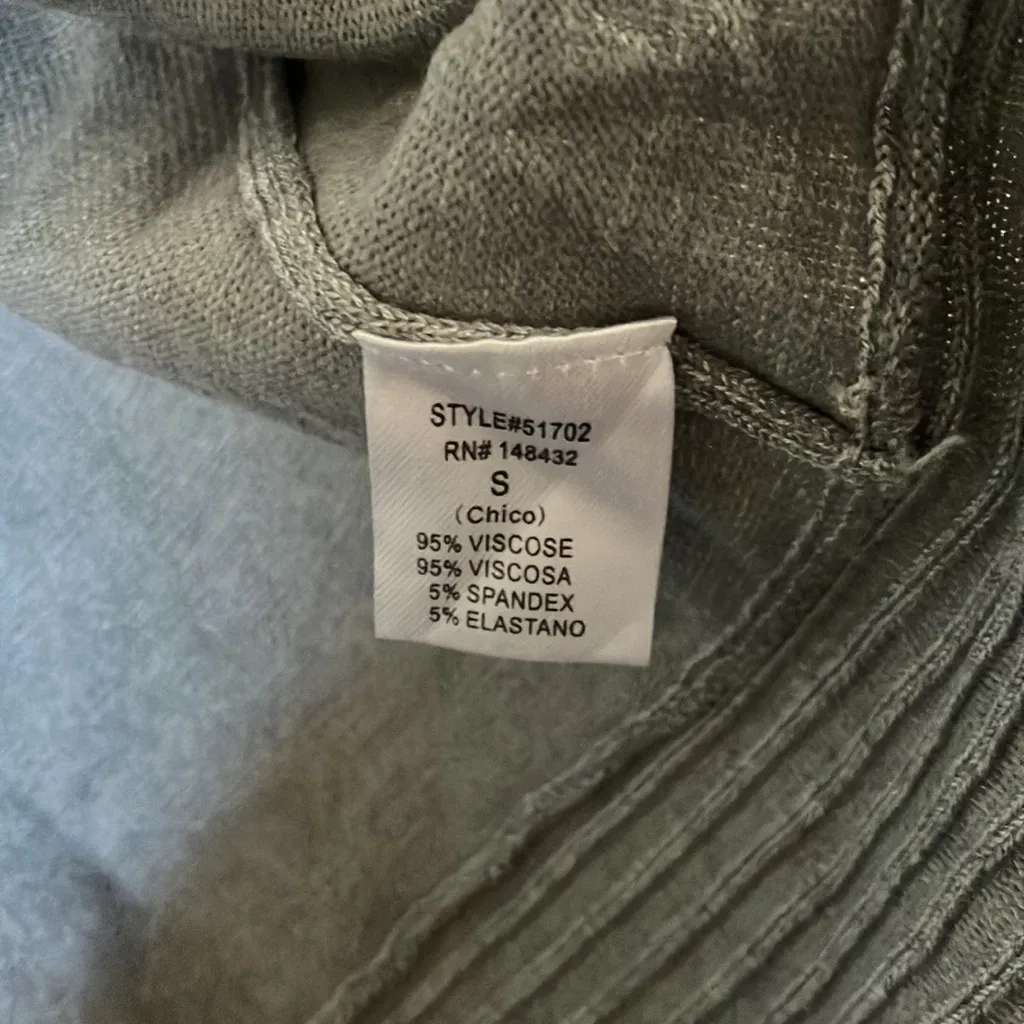 STYLE#51702
RN# 148432
S
(Chico)
95% VISCOSE
95% VISCOSA
5% SPANDEX
5% ELASTANO